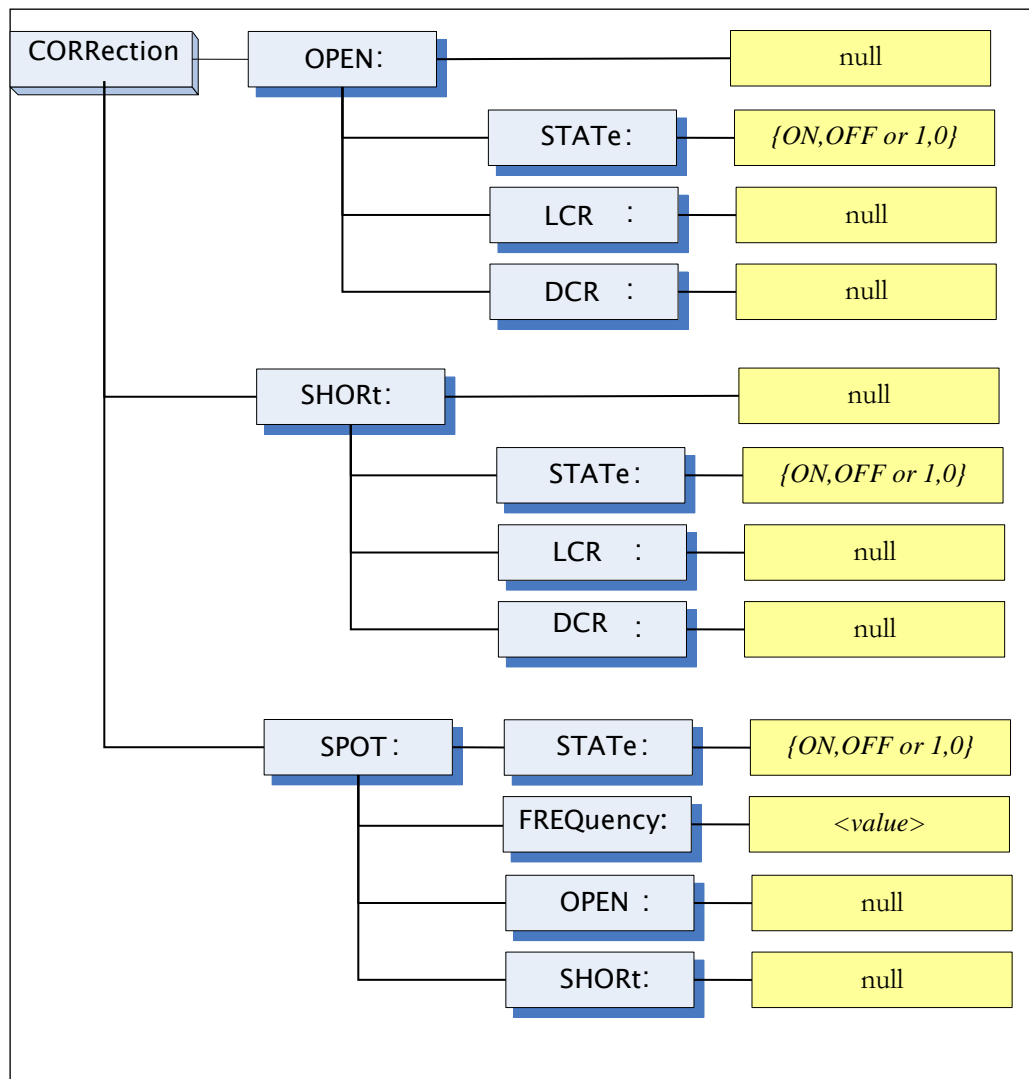 CORRection OPEN: null
STATe: {ON,OFF or 1,0}
LCR : null
DCR : null
SHORt: null
STATe: {ON,OFF or 1,0}
LCR : null
DCR : null
SPOT: STATe: {ON,OFF or 1,0}
FREQuency: <value>
OPEN : null
SHORt: null